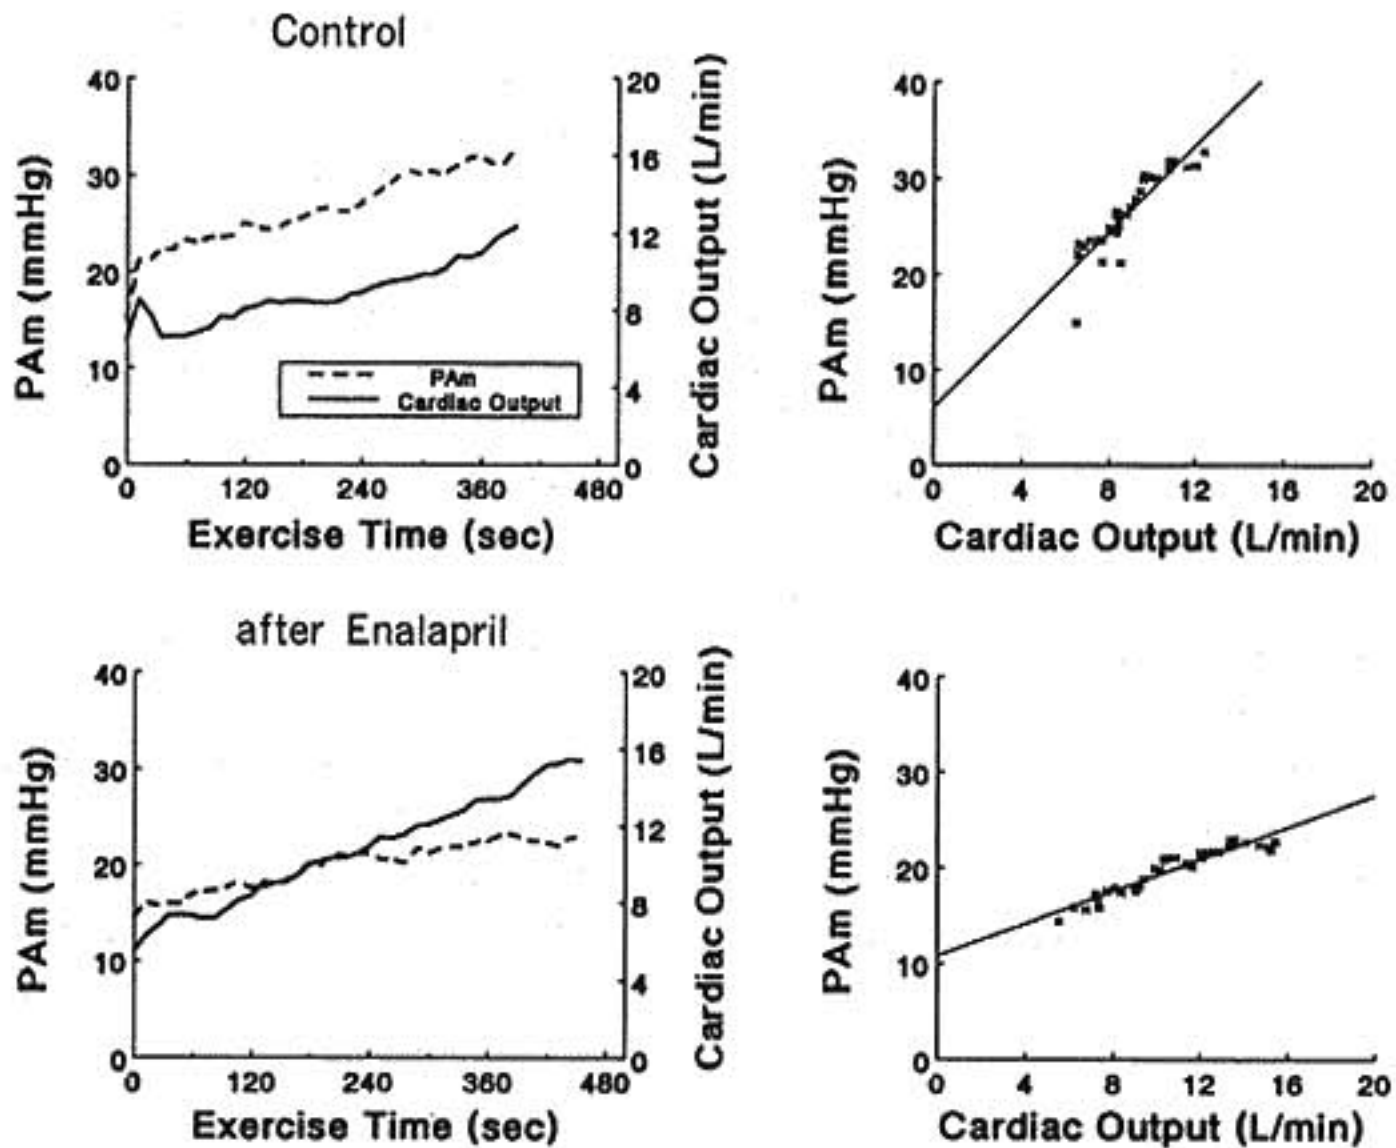 Control
40
30
20
10
0
PAm (mmHg)
20
16
12
8
4
0
Cardiac Output (L/min)
PAm
Cardiac Output
0 120 240 360 480
Exercise Time (sec)
40
30
20
10
0
PAm (mmHg)
0 4 8 12 16 20
Cardiac Output (L/min)
after Enalapril
40
30
20
10
0
PAm (mmHg)
20
16
12
8
4
0
Cardiac Output (L/min)
0 120 240 360 480
Exercise Time (sec)
40
30
20
10
0
PAm (mmHg)
0 4 8 12 16 20
Cardiac Output (L/min)